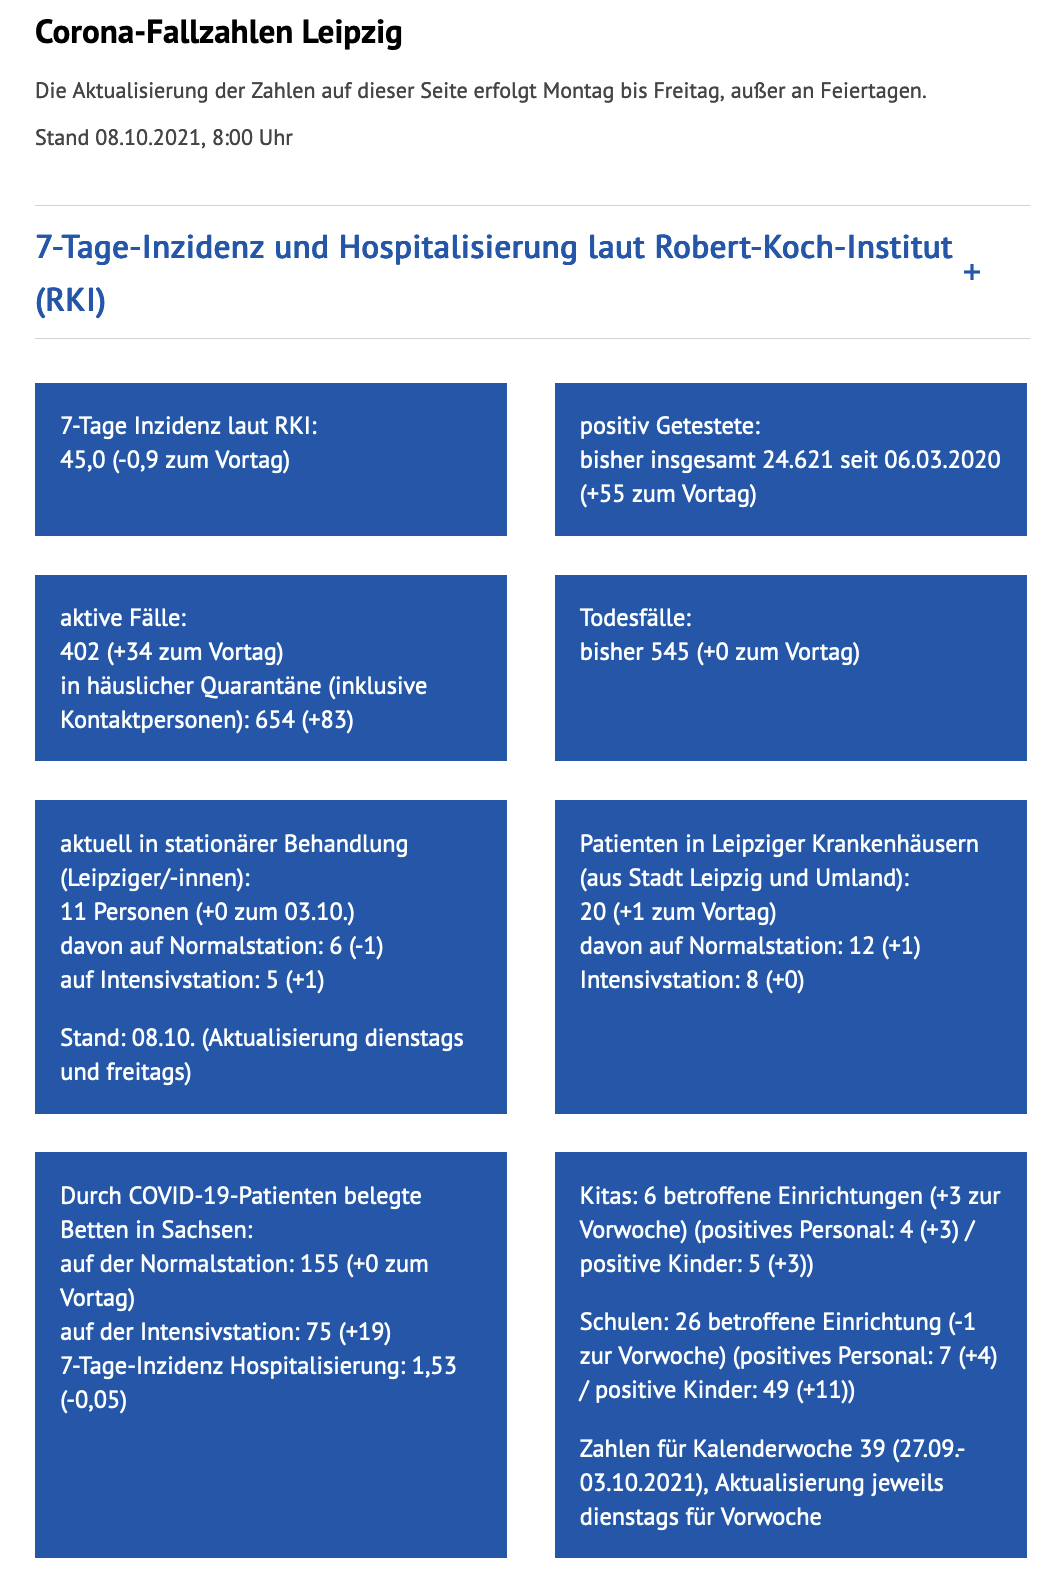 Corona-Fallzahlen Leipzig
Die Aktualisierung der Zahlen auf dieser Seite erfolgt Montag bis Freitag, außer an Feiertagen.
Stand 08.10.2021, 8:00 Uhr
7-Tage-Inzidenz und Hospitalisierung laut Robert-Koch-Institut
(RKI)
+
7-Tage Inzidenz laut RKI:
45,0 (-0,9 zum Vortag)
positiv Getestete:
bisher insgesamt 24.621 seit 06.03.2020
(+55 zum Vortag)
aktive Fälle:
402 (+34 zum Vortag)
in häuslicher Quarantäne (inklusive
Kontaktpersonen): 654 (+83)
Todesfälle:
bisher 545 (+0 zum Vortag)
aktuell in stationärer Behandlung
(Leipziger/-innen):
11 Personen (+0 zum 03.10.)
davon auf Normalstation: 6 (-1)
auf Intensivstation: 5 (+1)
Stand: 08.10. (Aktualisierung dienstags
und freitags)
Patienten in Leipziger Krankenhäusern
(aus Stadt Leipzig und Umland):
20 (+1 zum Vortag)
davon auf Normalstation: 12 (+1)
Intensivstation: 8 (+0)
Durch COVID-19-Patienten belegte
Betten in Sachsen:
auf der Normalstation: 155 (+0 zum
Vortag)
auf der Intensivstation: 75 (+19)
7-Tage-Inzidenz Hospitalisierung: 1,53
(-0,05)
Kitas: 6 betroffene Einrichtungen (+3 zur
Vorwoche) (positives Personal: 4 (+3) /
positive Kinder: 5 (+3))
Schulen: 26 betroffene Einrichtung (-1
zur Vorwoche) (positives Personal: 7 (+4)
/ positive Kinder: 49 (+11))
Zahlen für Kalenderwoche 39 (27.09.-
03.10.2021), Aktualisierung jeweils
dienstags für Vorwoche